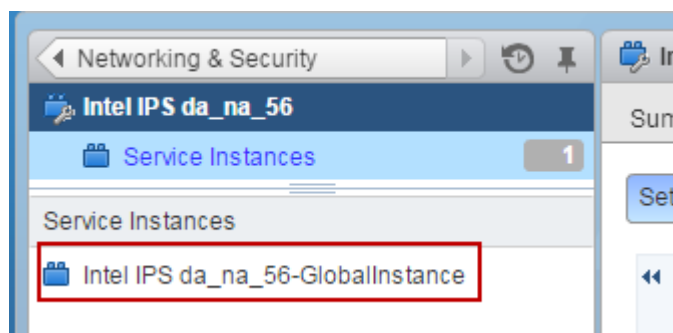 Networking & Security
Intel IPS da_na_56
Service Instances 1
Service Instances
Intel IPS da_na_56-GlobalInstance